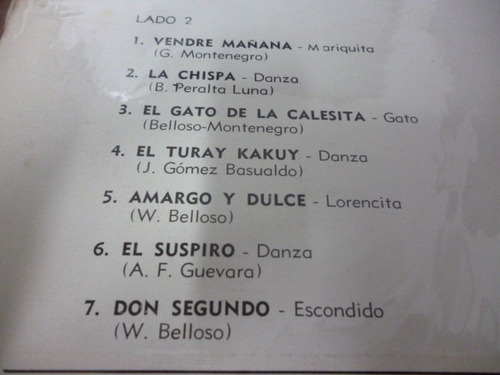 LADO 2
1. VENDRE MAÑANA - Mariquita
(G. Montenegro)
2. LA CHISPA - Danza
(B. Peralta Luna)
3. EL GATO DE LA CALESITA - Gato
(Belloso-Montenegro)
4. EL TURAY KAKUY - Danza
(J. Gómez Basualdo)
5. AMARGO Y DULCE - Lorencita
(W. Belloso)
6. EL SUSPIRO - Danza
(A. F. Guevara)
7. DON SEGUNDO - Escondido
(W. Belloso)